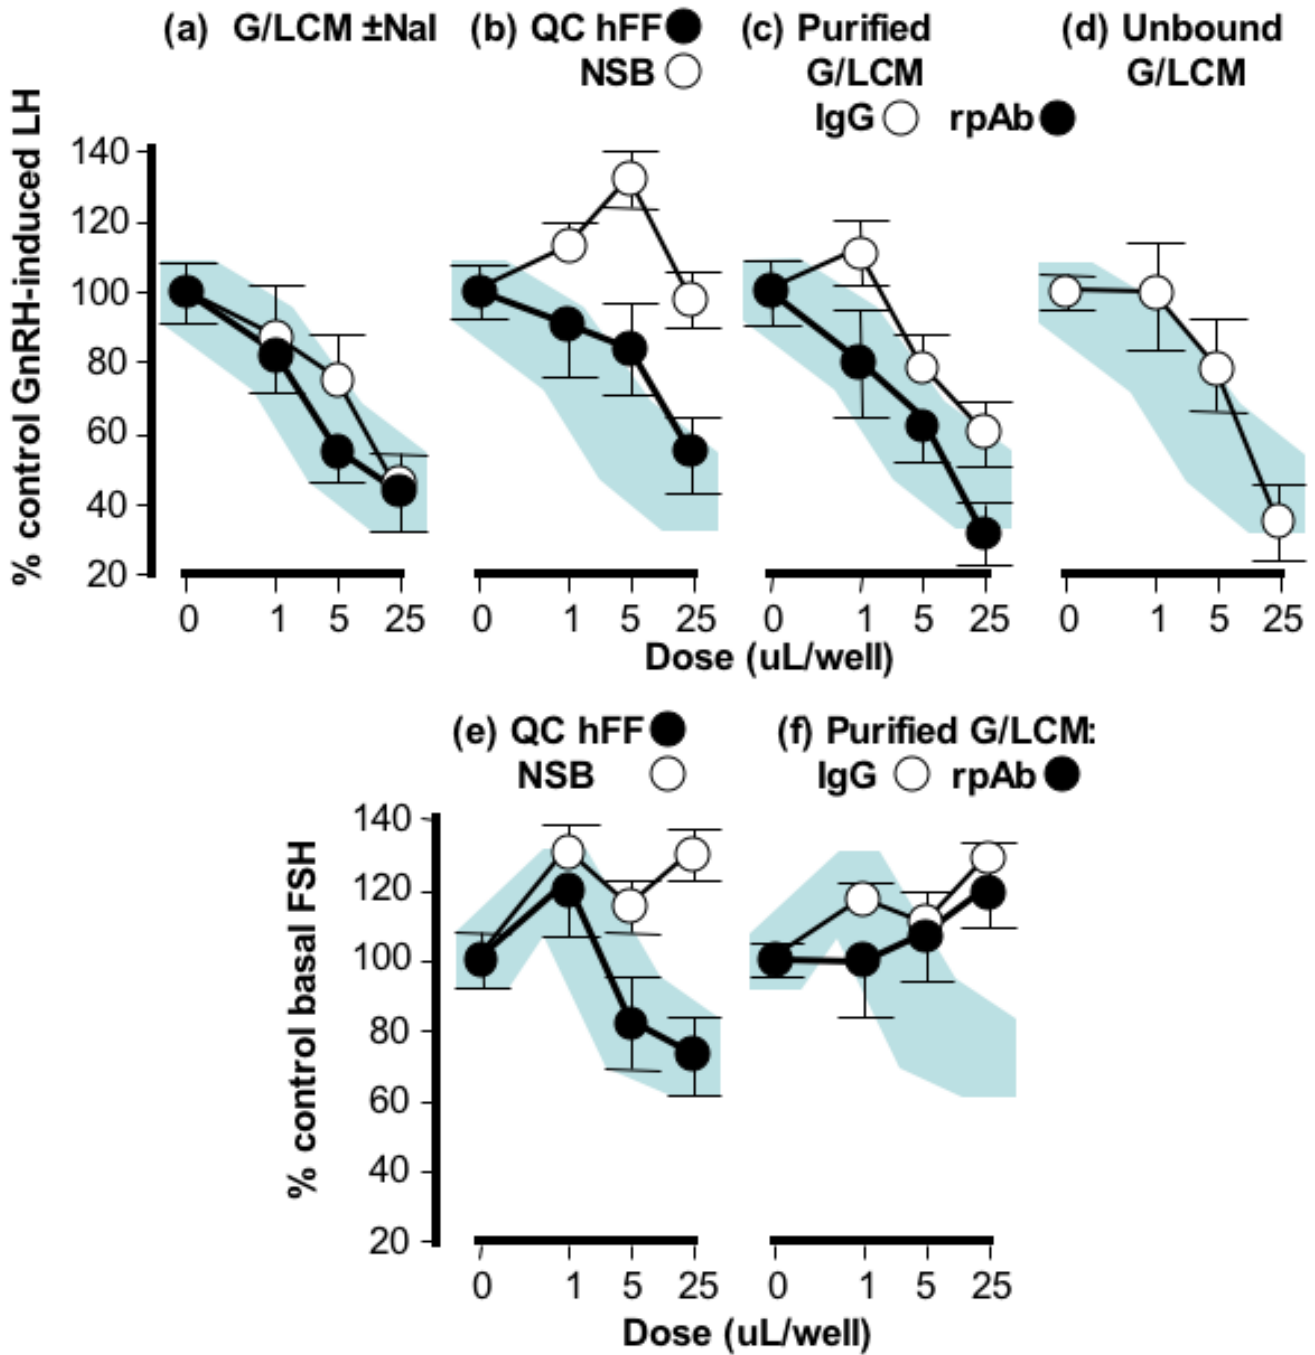 (a) G/LCM ±NaI
(b) QC hFF
NSB
(c) Purified
G/LCM
IgG rpAb
(d) Unbound
G/LCM
% control GnRH-induced LH
140
120
100
80
60
40
20
0 1 5 25
0 1 5 25
0 1 5 25
0 1 5 25
Dose (uL/well)
(e) QC hFF
NSB
(f) Purified G/LCM:
IgG rpAb
% control basal FSH
140
120
100
80
60
40
20
0 1 5 25
0 1 5 25
Dose (uL/well)